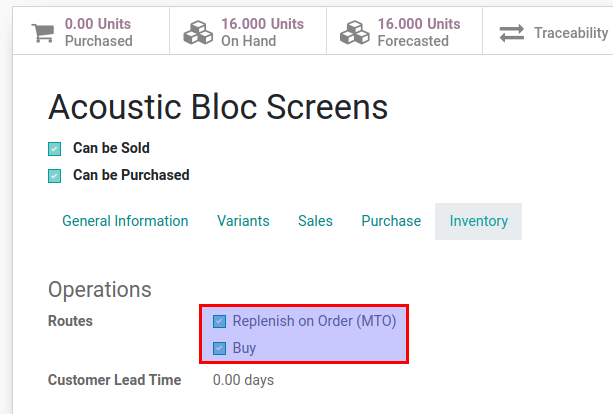 0.00 Units
Purchased
16.000 Units
On Hand
16.000 Units
Forecasted
Traceability
Acoustic Bloc Screens
Can be Sold
Can be Purchased
General Information Variants Sales Purchase Inventory
Operations
Routes Replenish on Order (MTO)
Buy
Customer Lead Time 0.00 days